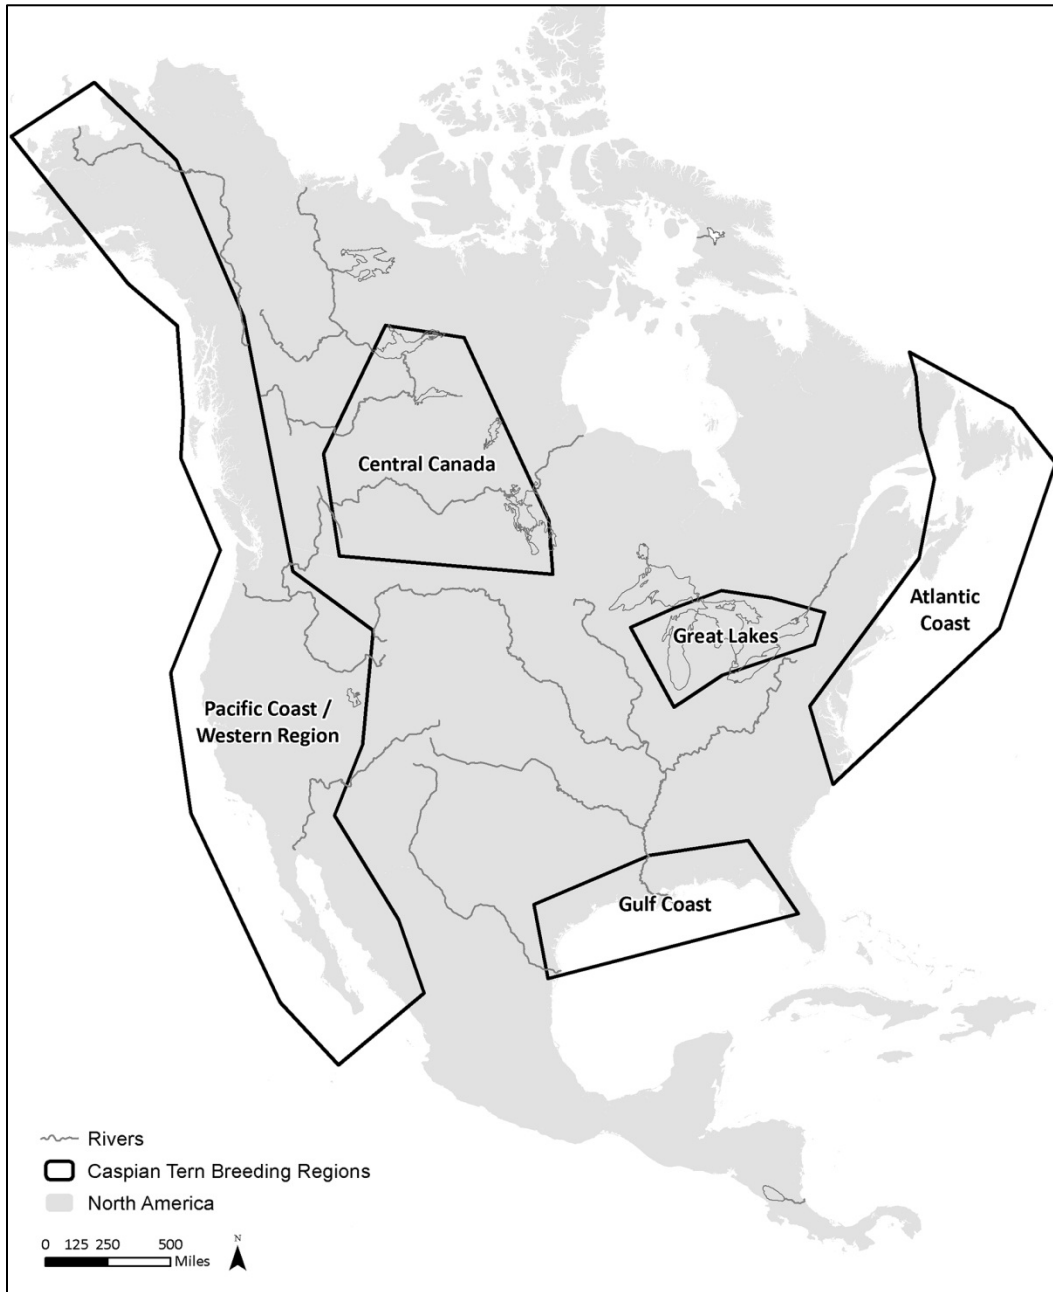 Central Canada
Atlantic
Coast
Great Lakes
Pacific Coast /
Western Region
Gulf Coast
Rivers
Caspian Tern Breeding Regions
North America
0 125 250 500
Miles
N